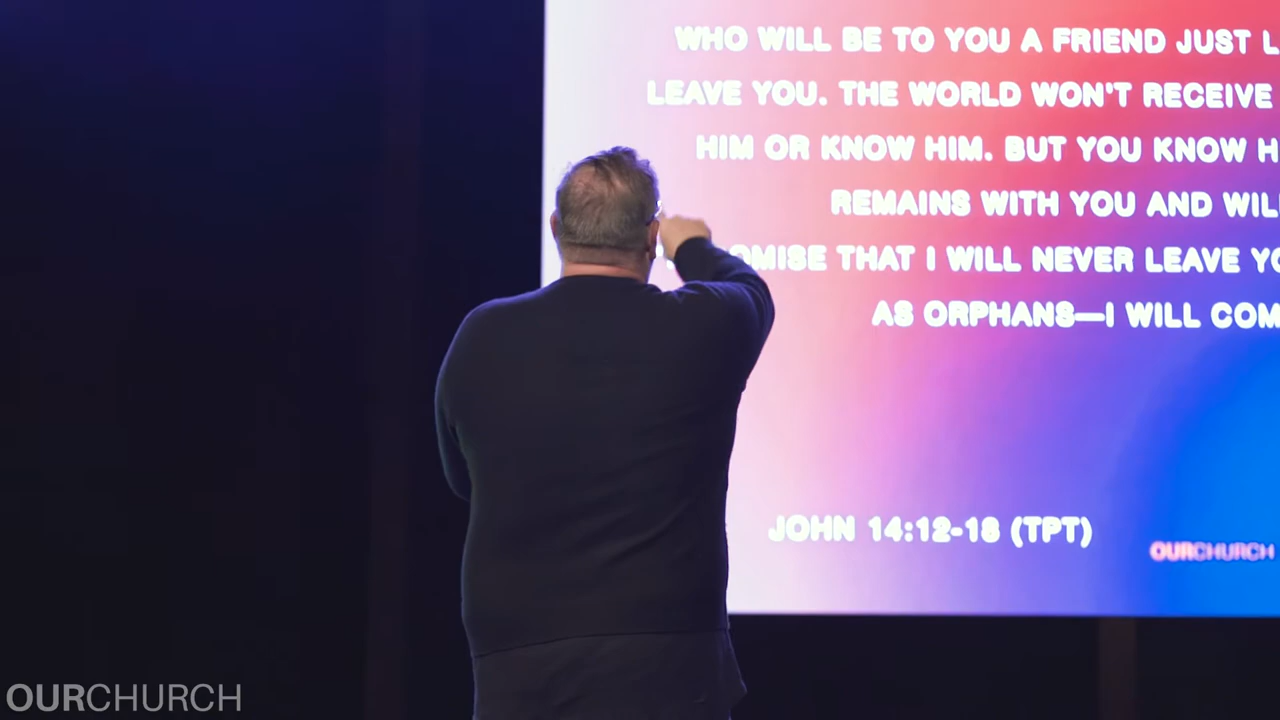 WHO WILL BE TO YOU A FRIEND JUST
LEAVE YOU. THE WORLD WON'T RECEIVE
HIM OR KNOW HIM. BUT YOU KNOW
REMAINS WITH YOU AND
THAT I WILL NEVER LEAVE
AS ORPHANS—I WILL
JOHN 14:12-18 (TPT)
OURCHURCH
OURCHURCH